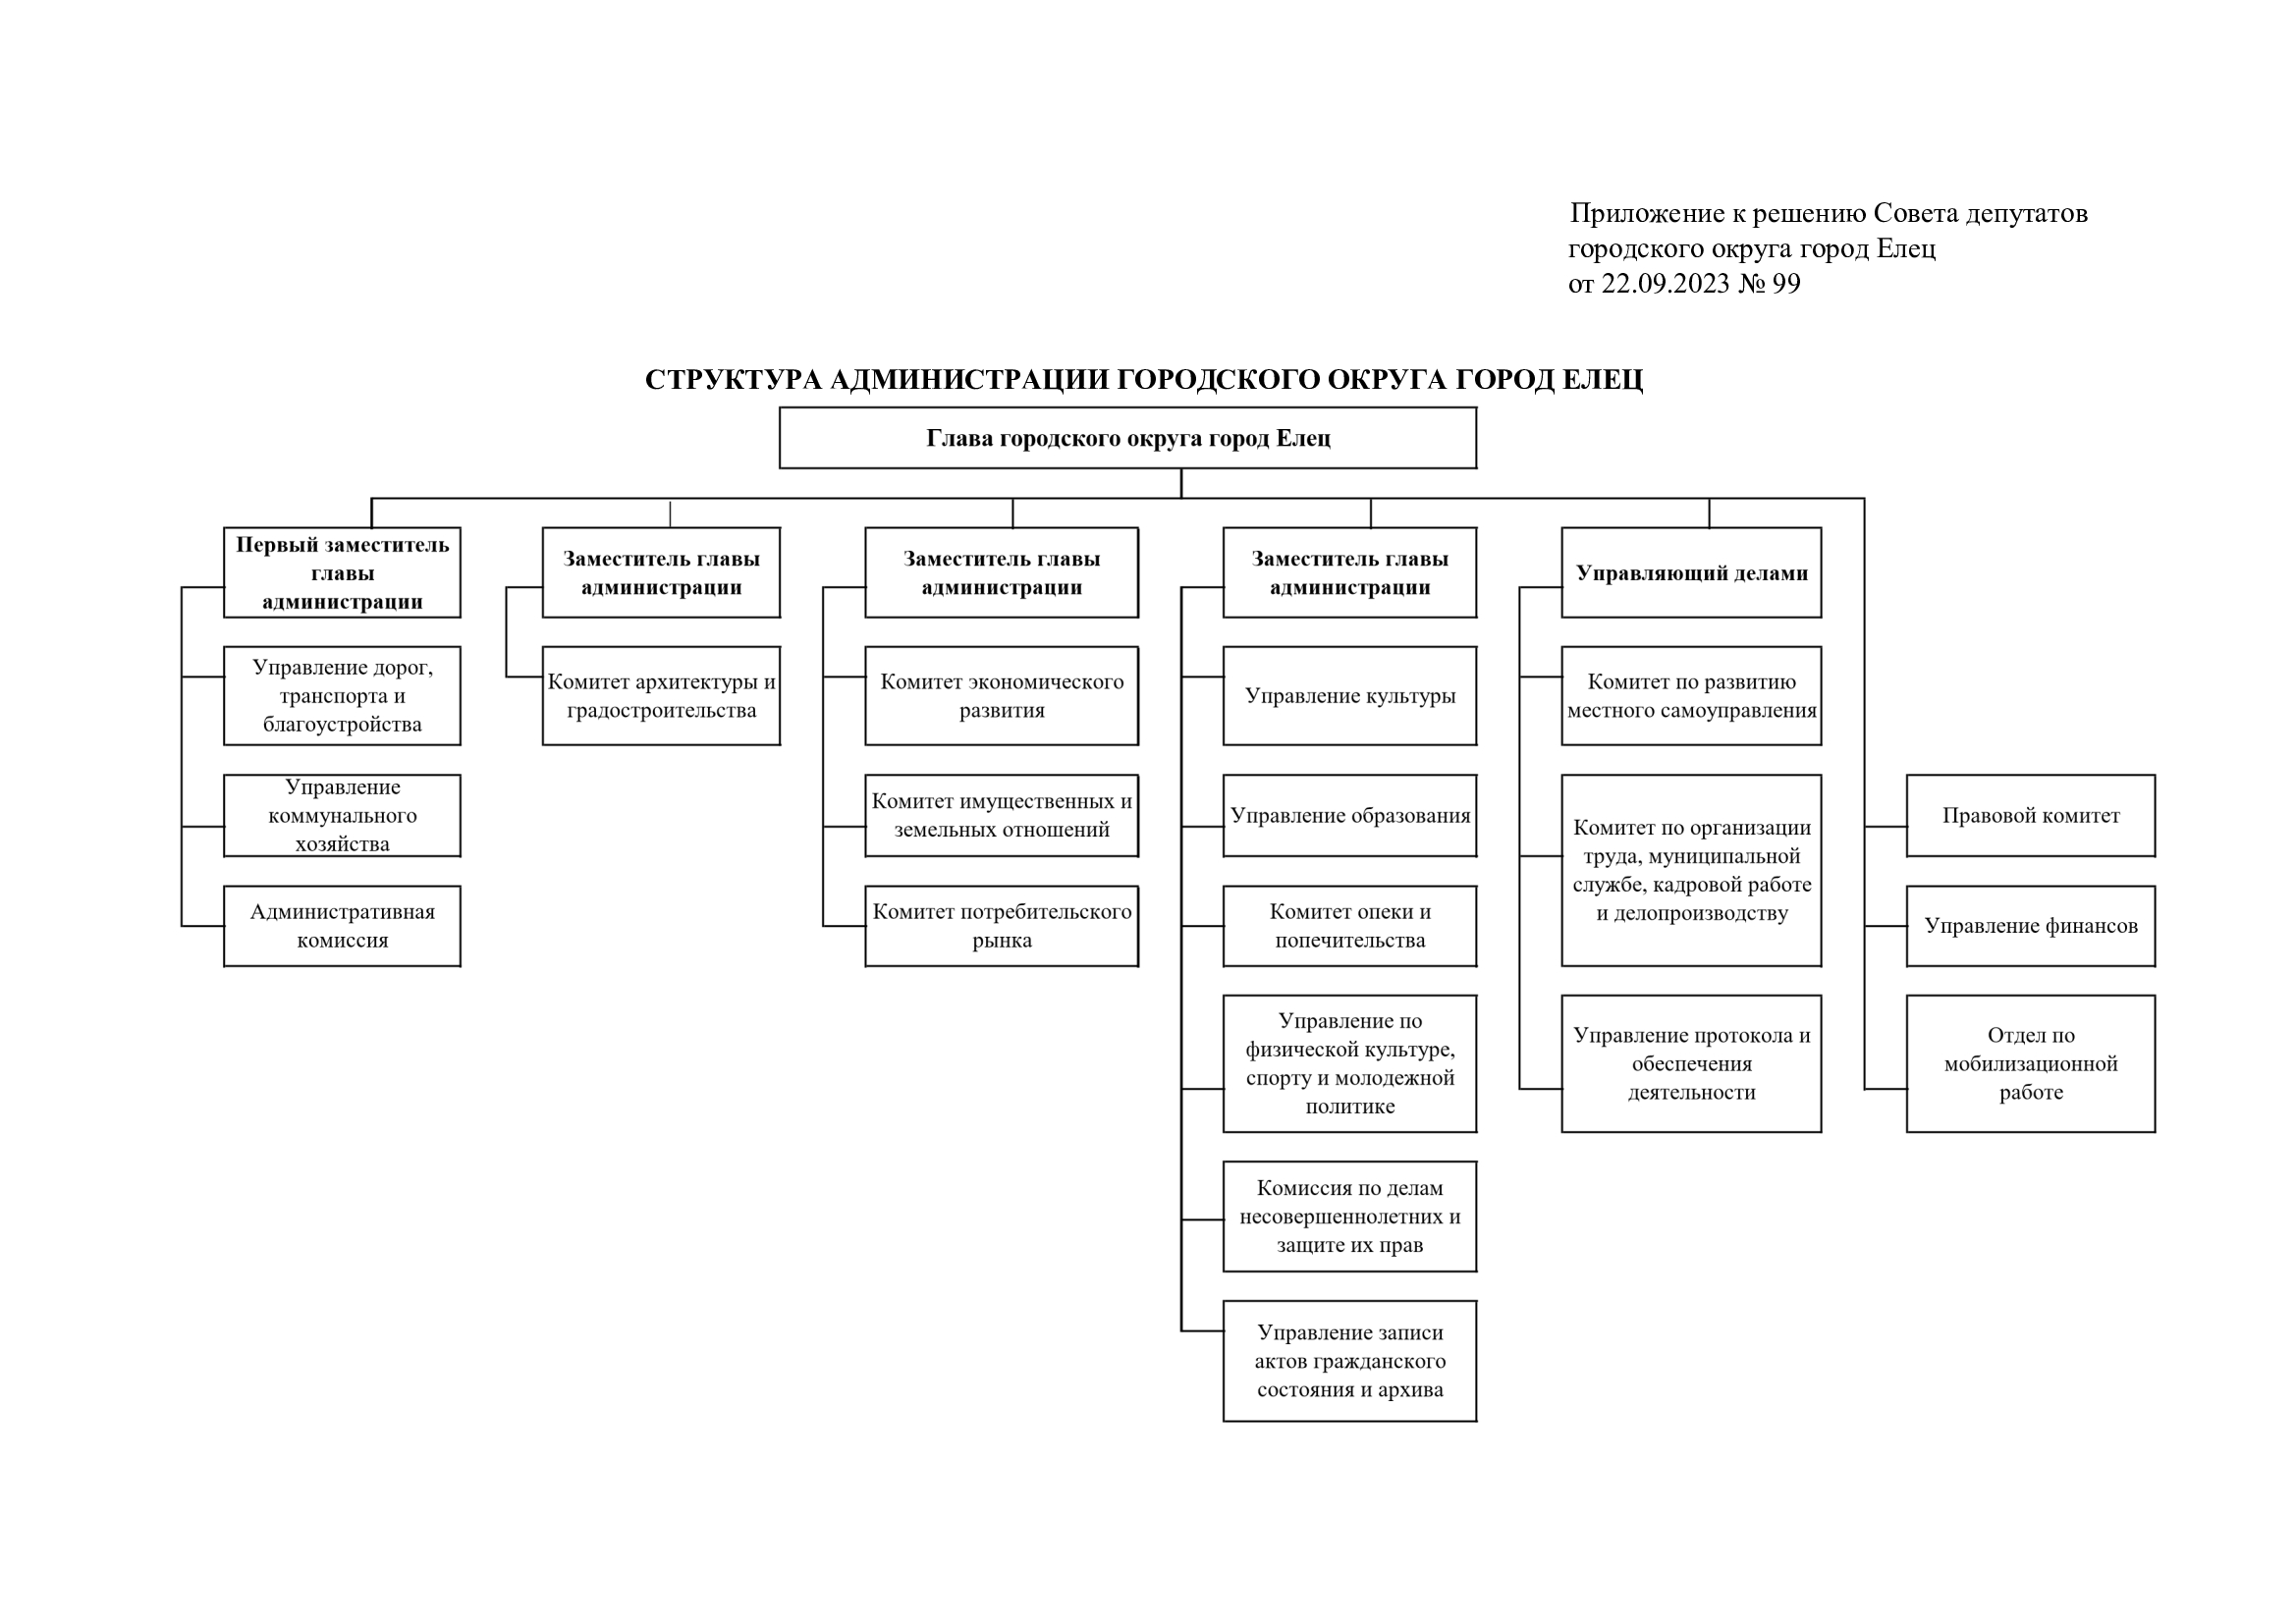 Приложение к решению Совета депутатов
городского округа город Елец
от 22.09.2023 № 99
СТРУКТУРА АДМИНИСТРАЦИИ ГОРОДСКОГО ОКРУГА ГОРОД ЕЛЕЦ
Глава городского округа город Елец
Первый заместитель
главы
администрации
Заместитель главы
администрации
Заместитель главы
администрации
Заместитель главы
администрации
Управляющий делами
Управление дорог,
транспорта и
благоустройства
Комитет архитектуры и
градостроительства
Комитет экономического
развития
Управление культуры
Комитет по развитию
местного самоуправления
Управление
коммунального
хозяйства
Комитет имущественных и
земельных отношений
Управление образования
Комитет по организации
труда, муниципальной
службе, кадровой работе
и делопроизводству
Правовой комитет
Административная
комиссия
Комитет потребительского
рынка
Комитет опеки и
попечительства
Управление финансов
Управление по
физической культуре,
спорту и молодежной
политике
Управление протокола и
обеспечения
деятельности
Отдел по
мобилизационной
работе
Комиссия по делам
несовершеннолетних и
защите их прав
Управление записи
актов гражданского
состояния и архива